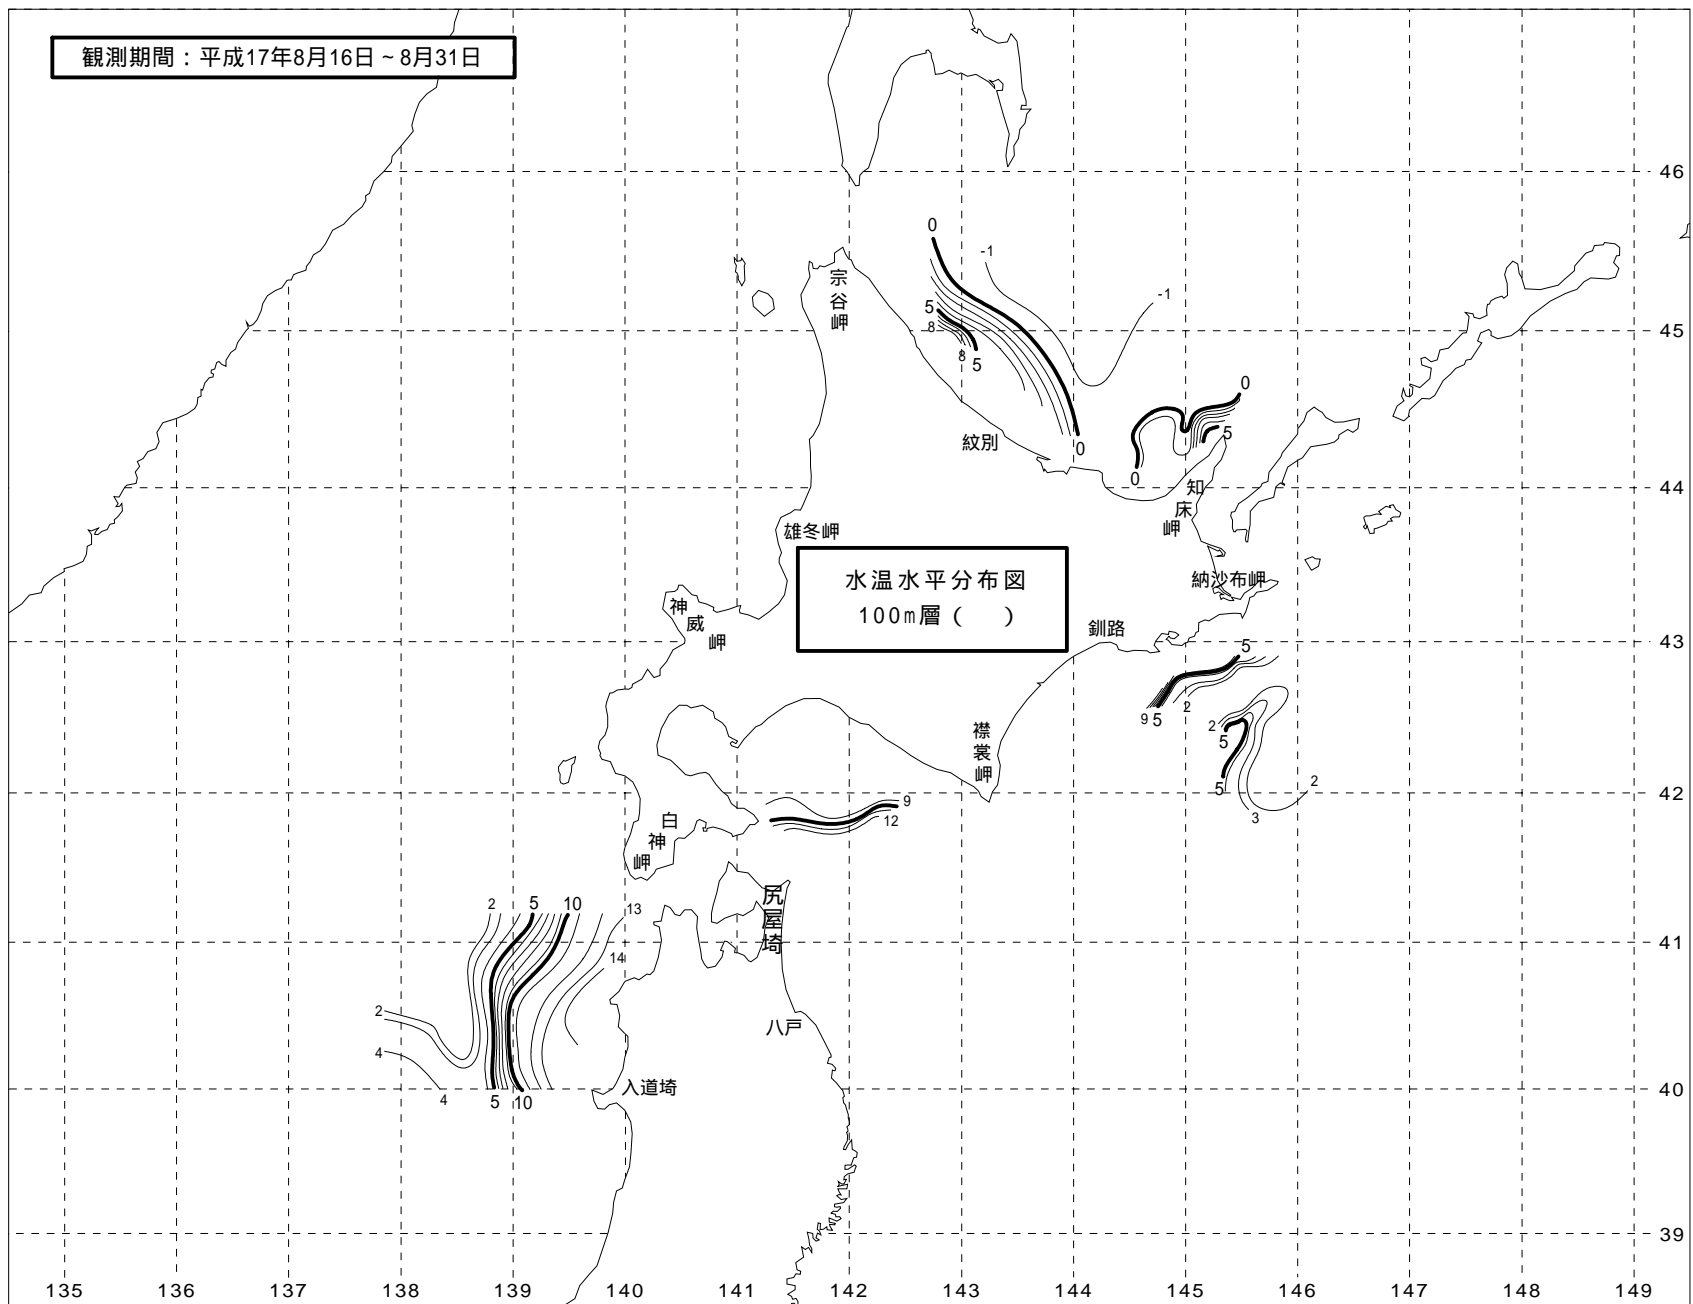 観測期間：平成17年8月16日～8月31日
46
0
-1
-1
宗谷岬
5
8
45
8
5
0
紋別
0
5
0
知床岬
44
雄冬岬
水温水平分布図
100m層（　）
納沙布岬
神威岬
釧路
43
5
9
5
2
2
5
襟裳岬
5
2
3
42
9
12
白神岬
尻屋埼
2
5
10
13
14
41
2
八戸
4
4
5
10
入道埼
40
39
135 136 137 138 139 140 141 142 143 144 145 146 147 148 149